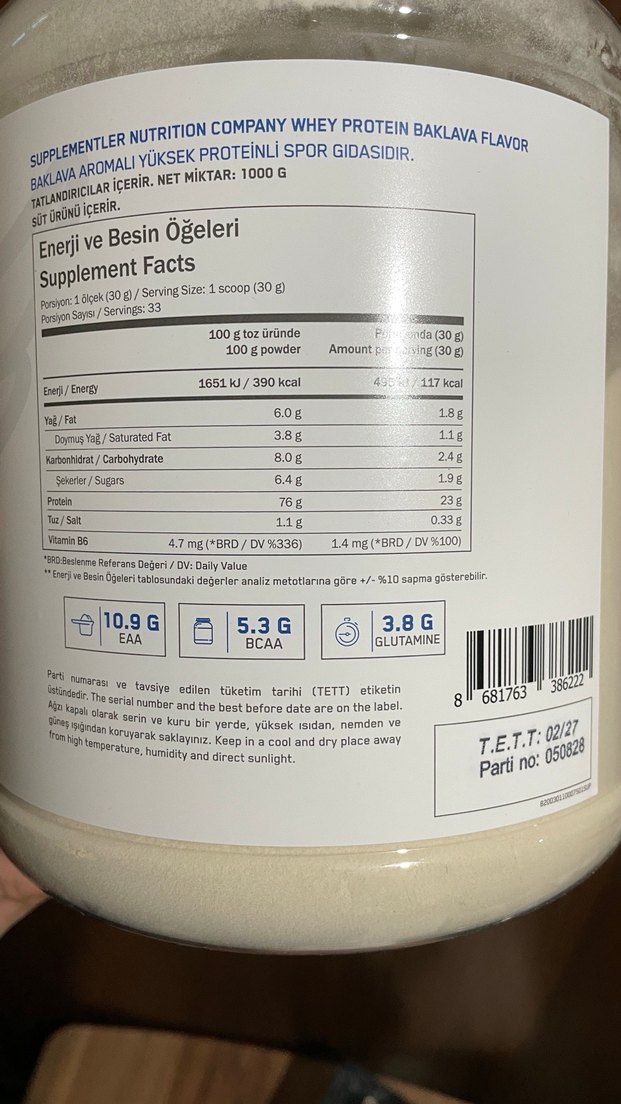 SUPPLEMENTLER NUTRITION COMPANY WHEY PROTEIN BAKLAVA FLAVOR
BAKLAVA AROMALI YÜKSEK PROTEİNLİ SPOR GIDASIDIR.
TATLANDIRICILAR İÇERİR. NET MİKTAR: 1000 G
SÜT ÜRÜNÜ İÇERİR.
Enerji ve Besin Öğeleri
Supplement Facts
Porsiyon: 1 ölçek (30 g) / Serving Size: 1 scoop (30 g)
Porsiyon Sayısı / Servings: 33
100 g toz üründe (30 g)
100 g powder Amount (30 g)
Enerji / Energy 1651 kJ / 390 kcal / 117 kcal
Yağ / Fat 6.0 g 1.8 g
Doymuş Yağ / Saturated Fat 3.8 g 1.1 g
Karbonhidrat / Carbohydrate 8.0 g 2.4 g
Şekerler / Sugars 6.4 g 1.9 g
Protein 76 g 23 g
Tuz / Salt 1.1 g 0.33 g
Vitamin B6 4.7 mg (*BRD / DV %336) 1.4 mg (*BRD / DV %100)
*BRD:Beslenme Referans Değeri / DV: Daily Value
** Enerji ve Besin Öğeleri tablosundaki değerler analiz metotlarına göre +/- %10 sapma gösterebilir.
10.9 G
EAA
5.3 G
BCAA
3.8 G
GLUTAMINE
Parti numarası ve tavsiye edilen tüketim tarihi (TETT) etiketin
üstündedir. The serial number and the best before date are on the label.
Ağzı kapalı olarak serin ve kuru bir yerde, yüksek ısıdan, nemden ve
güneş ışığından koruyarak saklayınız. Keep in a cool and dry place away
from high temperature, humidity and direct sunlight.
8 681763 386222
T.E.T.T: 02/27
Parti no: 050828